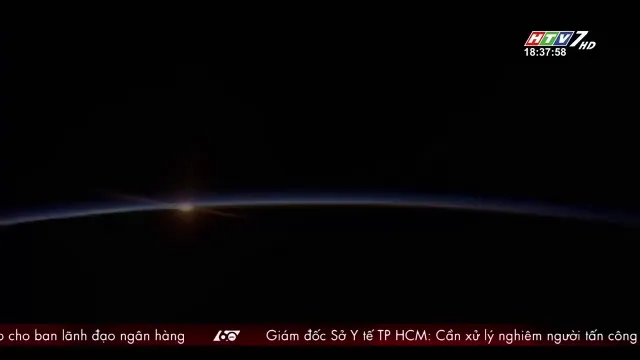 HTV7 HD
18:37:58
cho ban lãnh đạo ngân hàng 60 Giám đốc Sở Y tế TP HCM: Cần xử lý nghiêm người tấn công